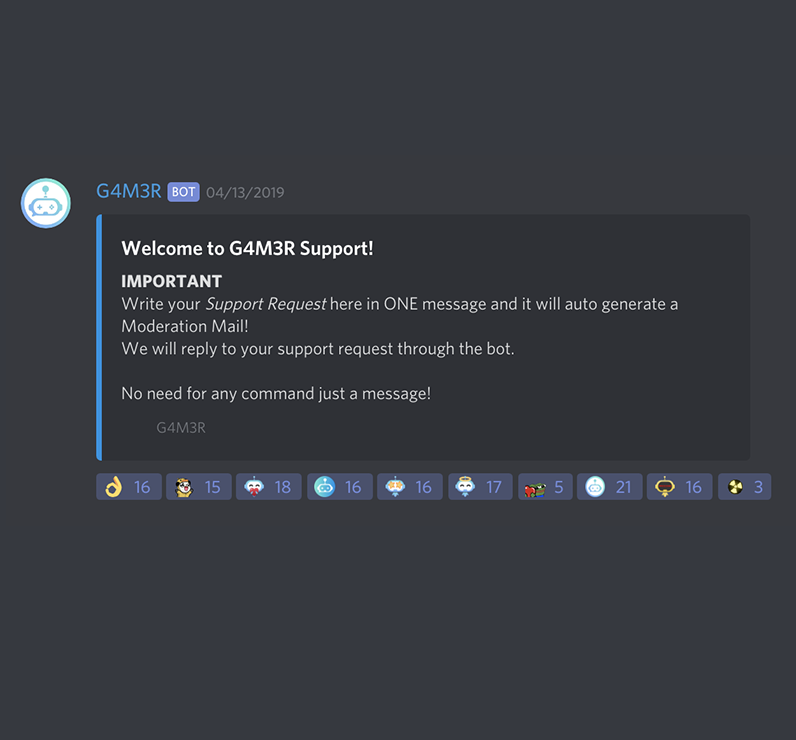 G4M3R BOT 04/13/2019
Welcome to G4M3R Support!
IMPORTANT
Write your Support Request here in ONE message and it will auto generate a
Moderation Mail!
We will reply to your support request through the bot.
No need for any command just a message!
G4M3R
16 15 18 16 16 17 5 21 16 3